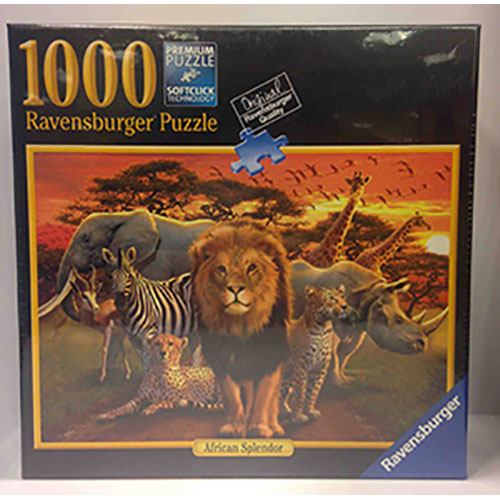 1000
PREMIUM
PUZZLE
SOFTCLICK
TECHNOLOGY
Ravensburger Puzzle
Original
Ravensburger
Quality
African Splendor
Ravensburger